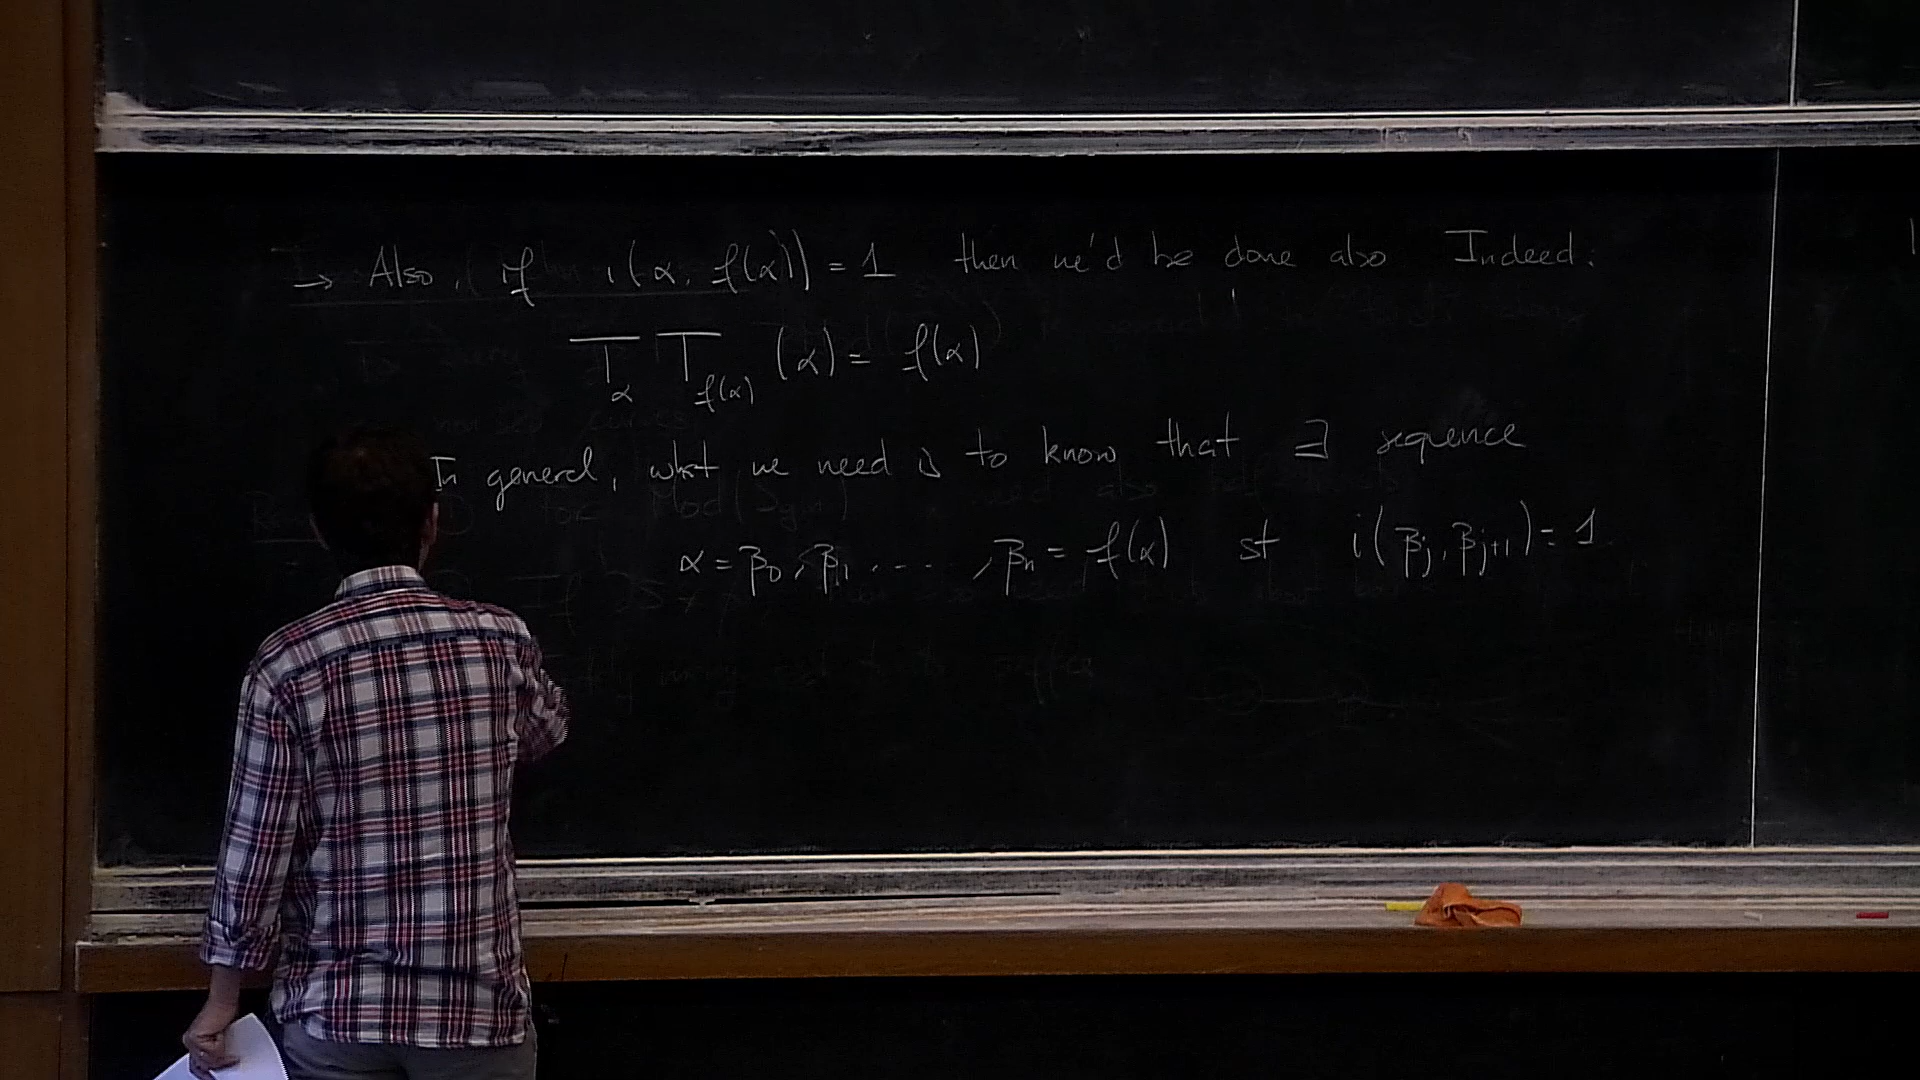 → Also, if i(α, f(α)) = 1 then we'd be done also Indeed:
T_α T_f(α) (α) = f(α)
In general, what we need is to know that ∃ sequence
α = β_0, β_1, ...., β_n = f(α) st i(β_j, β_j+1) = 1